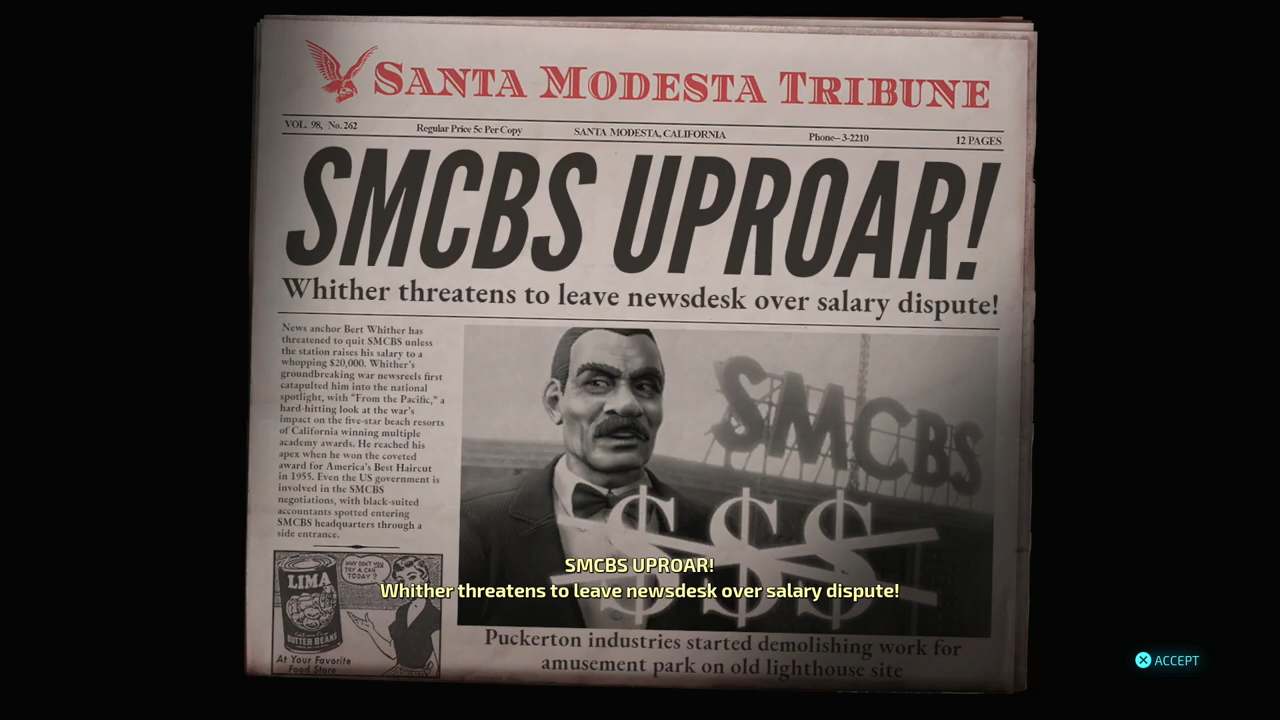 SANTA MODESTA TRIBUNE
VOL. 98, No. 262 Regular Price 5c Per Copy SANTA MODESTA, CALIFORNIA Phone–3-2210 12 PAGES
SMCBS UPROAR!
Whither threatens to leave newsdesk over salary dispute!
News anchor Bert Whither has
threatened to quit SMCBS unless
the station raises his salary to a
whopping $20,000. Whither's
groundbreaking war newsreels first
catapulted him into the national
spotlight, with "From the Pacific," a
hard-hitting look at the war's
impact on the five-star beach resorts
of California winning multiple
academy awards. He reached his
apex when he won the coveted
award for America's Best Haircut
in 1955. Even the US government is
involved in the SMCBS
negotiations, with black-suited
accountants spotted entering
SMCBS headquarters through a
side entrance.
SMCBS
$$$
LIMA
BUTTER BEANS
WHY DON'T YOU
TRY A CAN
TODAY?
At Your Favorite
Food Store
SMCBS UPROAR!
Whither threatens to leave newsdesk over salary dispute!
Puckerton industries started demolishing work for
amusement park on old lighthouse site
ACCEPT